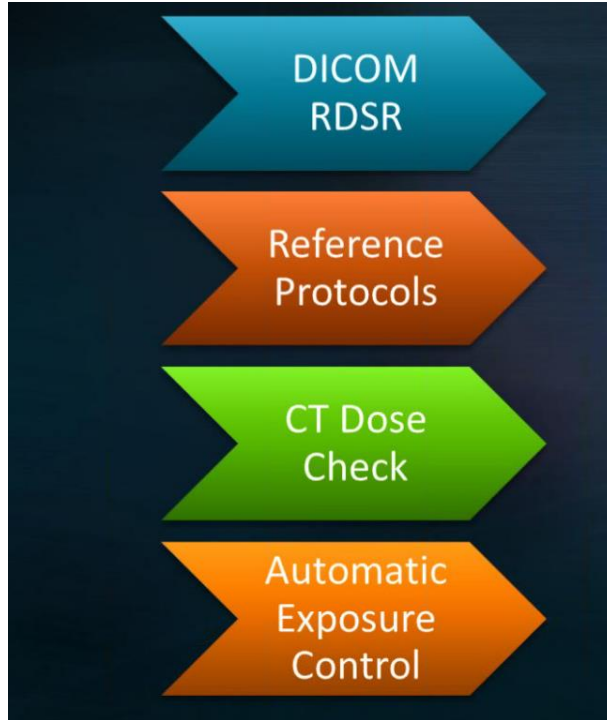 DICOM
RDSR
Reference
Protocols
CT Dose
Check
Automatic
Exposure
Control